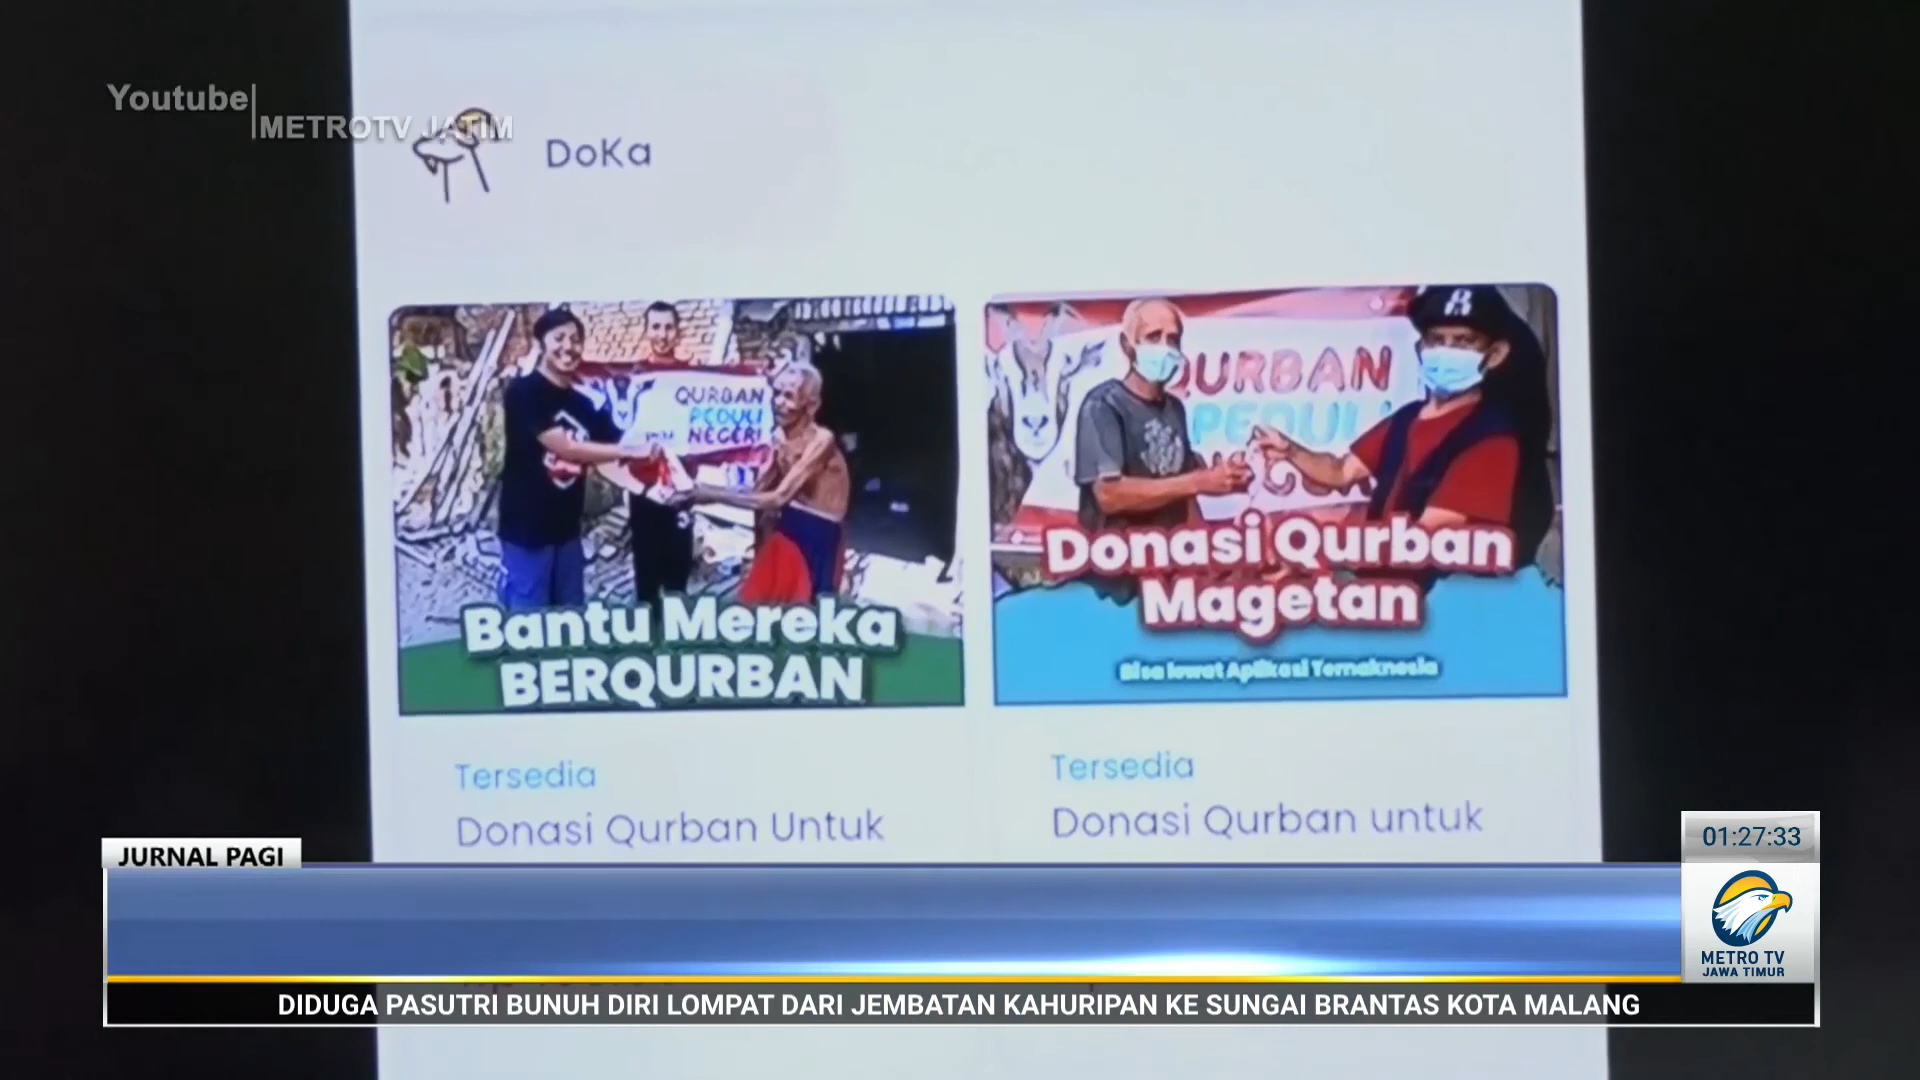 Youtube
METROTV JATIM
DoKa
QURBAN
PEDULI
NEGERI
Bantu Mereka
BERQURBAN
QURBAN
PEDULI
Donasi Qurban
Magetan
Bisa lewat Aplikasi Ternaknesia
Tersedia
Donasi Qurban Untuk
Tersedia
Donasi Qurban untuk
JURNAL PAGI
01:27:33
METRO TV
JAWA TIMUR
DIDUGA PASUTRI BUNUH DIRI LOMPAT DARI JEMBATAN KAHURIPAN KE SUNGAI BRANTAS KOTA MALANG